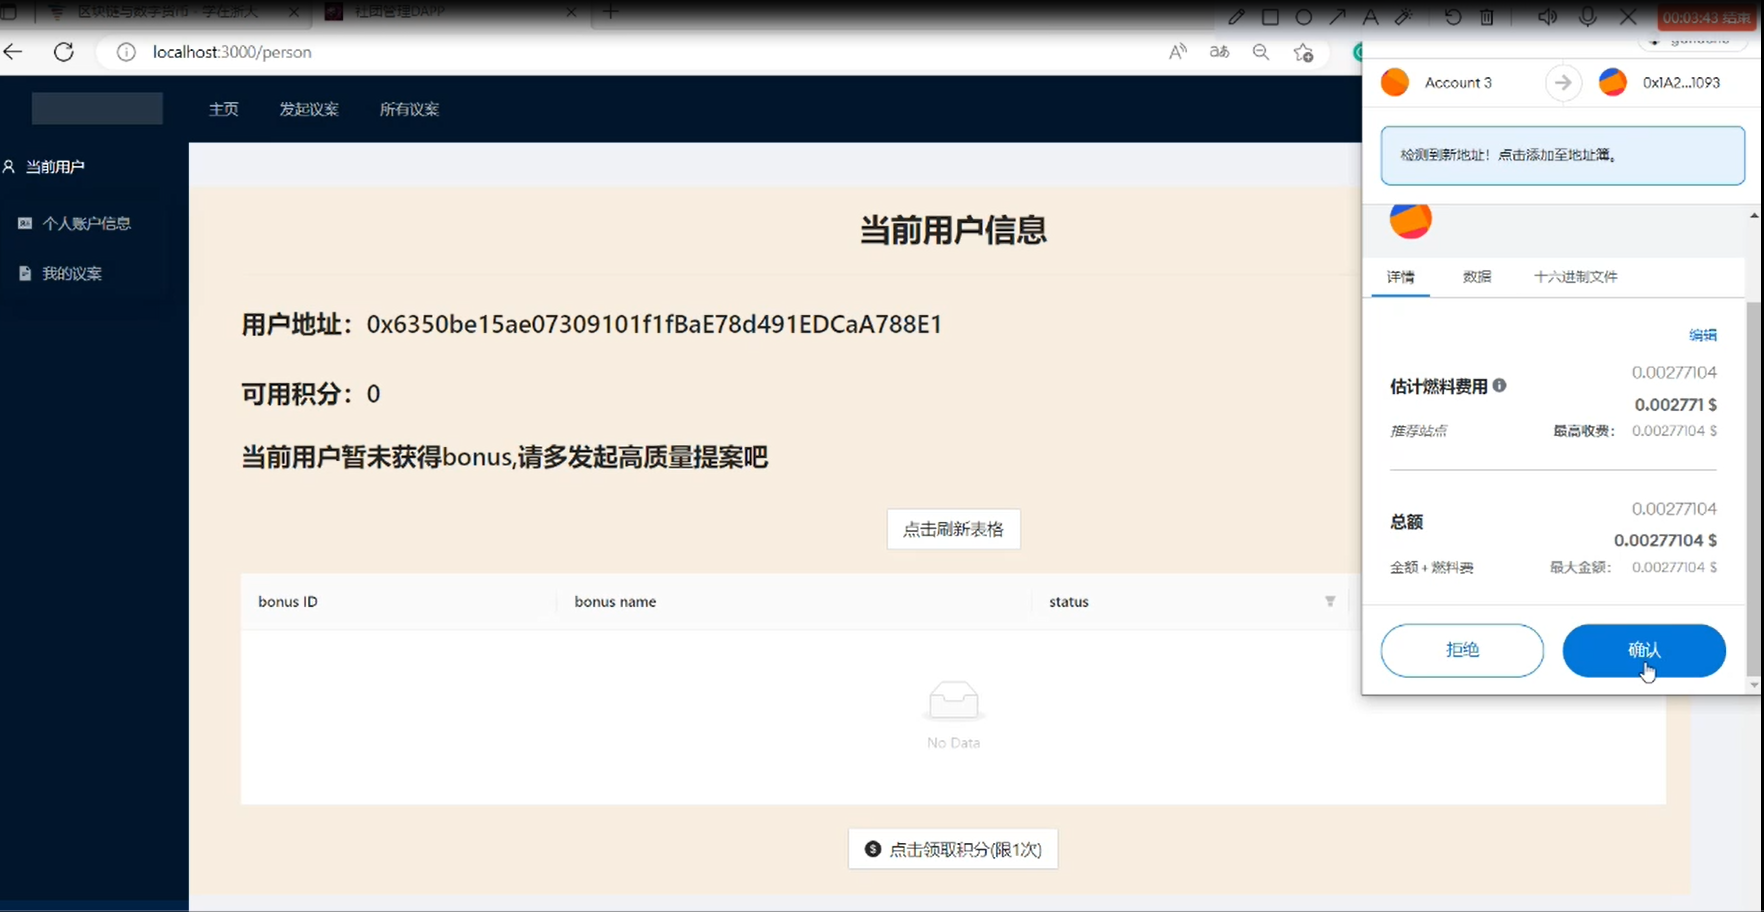 区块链与数字货币 - 学在浙大
社团管理DAPP
00:03:43 结束
localhost:3000/person
主页
发起议案
所有议案
当前用户
个人账户信息
我的议案
当前用户信息
用户地址：0x6350be15ae07309101f1fBaE78d491EDCaA788E1
可用积分：0
当前用户暂未获得bonus,请多发起高质量提案吧
点击刷新表格
bonus ID
bonus name
status
No Data
点击领取积分(限1次)
Account 3
0x1A2...1093
检测到新地址！点击添加至地址簿。
详情
数据
十六进制文件
编辑
估计燃料费用
0.00277104
0.002771 $
推荐站点
最高收费：
0.00277104 $
总额
0.00277104
0.00277104 $
金额 + 燃料费
最大金额：
0.00277104 $
拒绝
确认